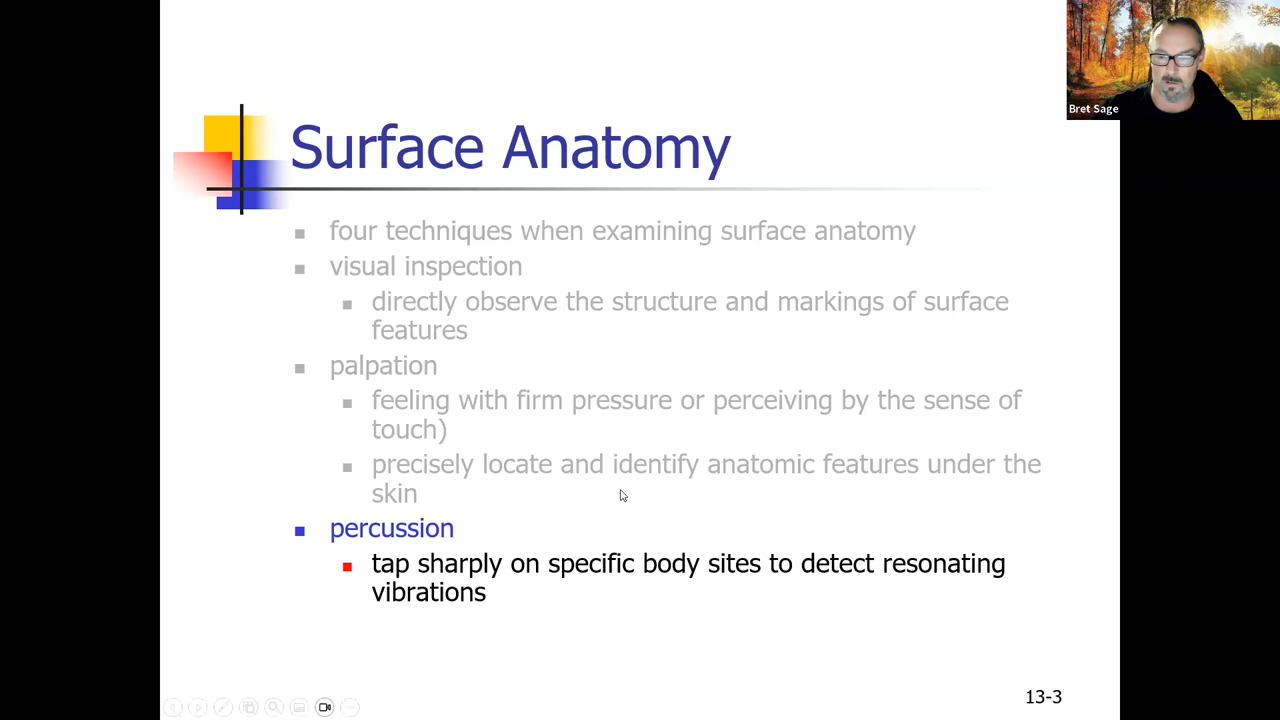 Bret Sage
Surface Anatomy
four techniques when examining surface anatomy
visual inspection
directly observe the structure and markings of surface
features
palpation
feeling with firm pressure or perceiving by the sense of
touch)
precisely locate and identify anatomic features under the
skin
percussion
tap sharply on specific body sites to detect resonating
vibrations
13-3